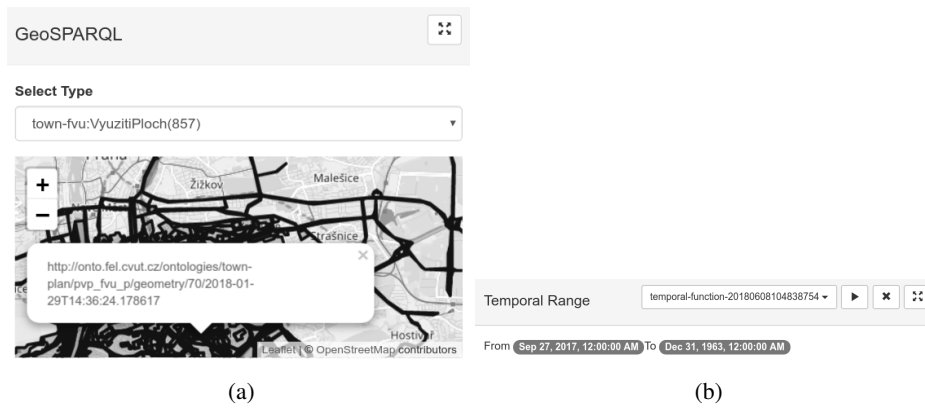 GeoSPARQL
Select Type
town-fvu:VyuzitiPloch(857)
Praha
+
Žižkov
Malešice
−
Strašnice
×
http://onto.fel.cvut.cz/ontologies/town-
plan/pvp_fvu_p/geometry/70/2018-01-
29T14:36:24.178617
Hostivař
Leaflet | © OpenStreetMap contributors
(a)
Temporal Range
temporal-function-20180608104838754
From Sep 27, 2017, 12:00:00 AM To Dec 31, 1963, 12:00:00 AM
(b)